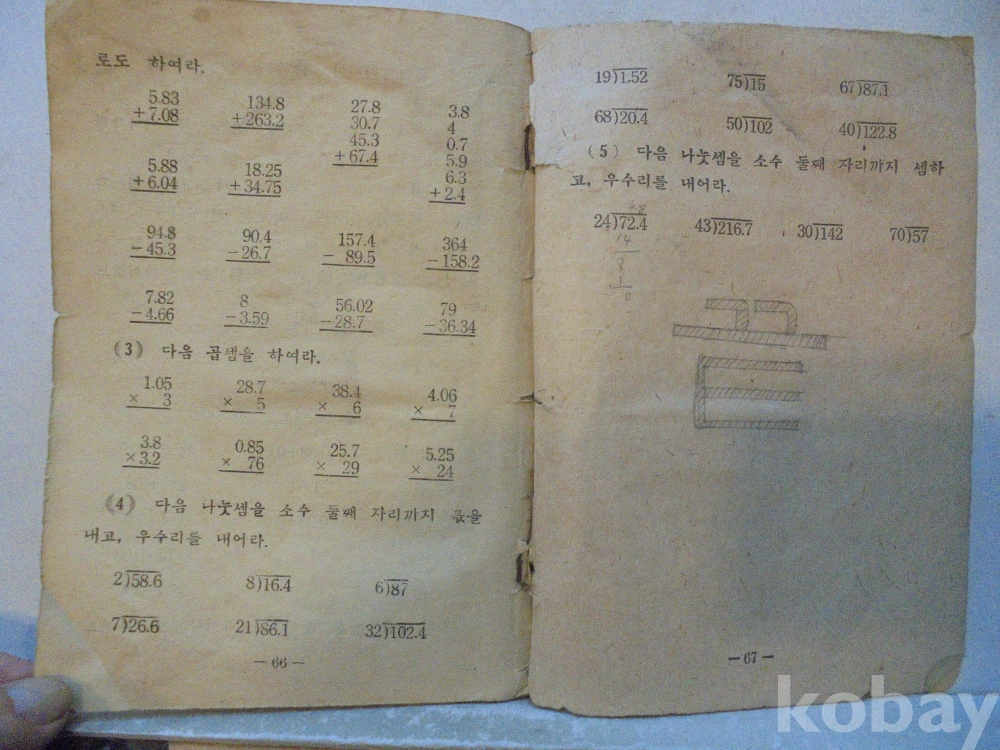 로도 하여라.
5.83 134.8 27.8 3.8
+7.08 +263.2 30.7 4
45.3 0.7
+67.4 5.9
5.88 18.25 6.3
+6.04 +34.75 +2.4
94.8 90.4 157.4 364
-45.3 -26.7 - 89.5 -158.2
7.82 8 56.02 79
-4.66 -3.59 -28.7 -36.34
(3) 다음 곱셈을 하여라.
1.05 28.7 38.4 4.06
× 3 × 5 × 6 × 7
3.8 0.85 25.7 5.25
×3.2 × 76 × 29 × 24
(4) 다음 나눗셈을 소수 둘째 자리까지 몫을
내고, 우수리를 내어라.
2)58.6 8)16.4 6)87
7)26.6 21)86.1 32)102.4
— 66 —
19)1.52 75)15 67)87.1
68)20.4 50)102 40)122.8
(5) 다음 나눗셈을 소수 둘째 자리까지 셈하
고, 우수리를 내어라.
24)72.4 43)216.7 30)142 70)57
— 67 —
kobay